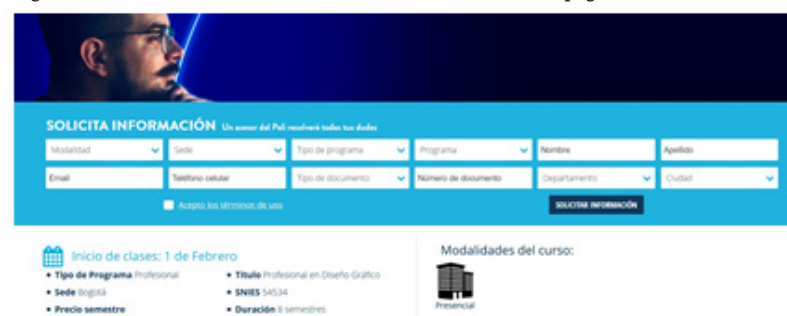 SOLICITA INFORMACIÓN Un asesor del Poli resolverá todas tus dudas
Modalidad Sede Tipo de programa Programa Nombre Apellido
Email Teléfono celular Tipo de documento Número de documento Departamento Ciudad
Acepto los términos de uso SOLICITAR INFORMACIÓN
Inicio de clases: 1 de Febrero
• Tipo de Programa Profesional
• Sede Bogotá
• Precio semestre
• Título Profesional en Diseño Gráfico
• SNIES 54534
• Duración 8 semestres
Modalidades del curso:
Presencial